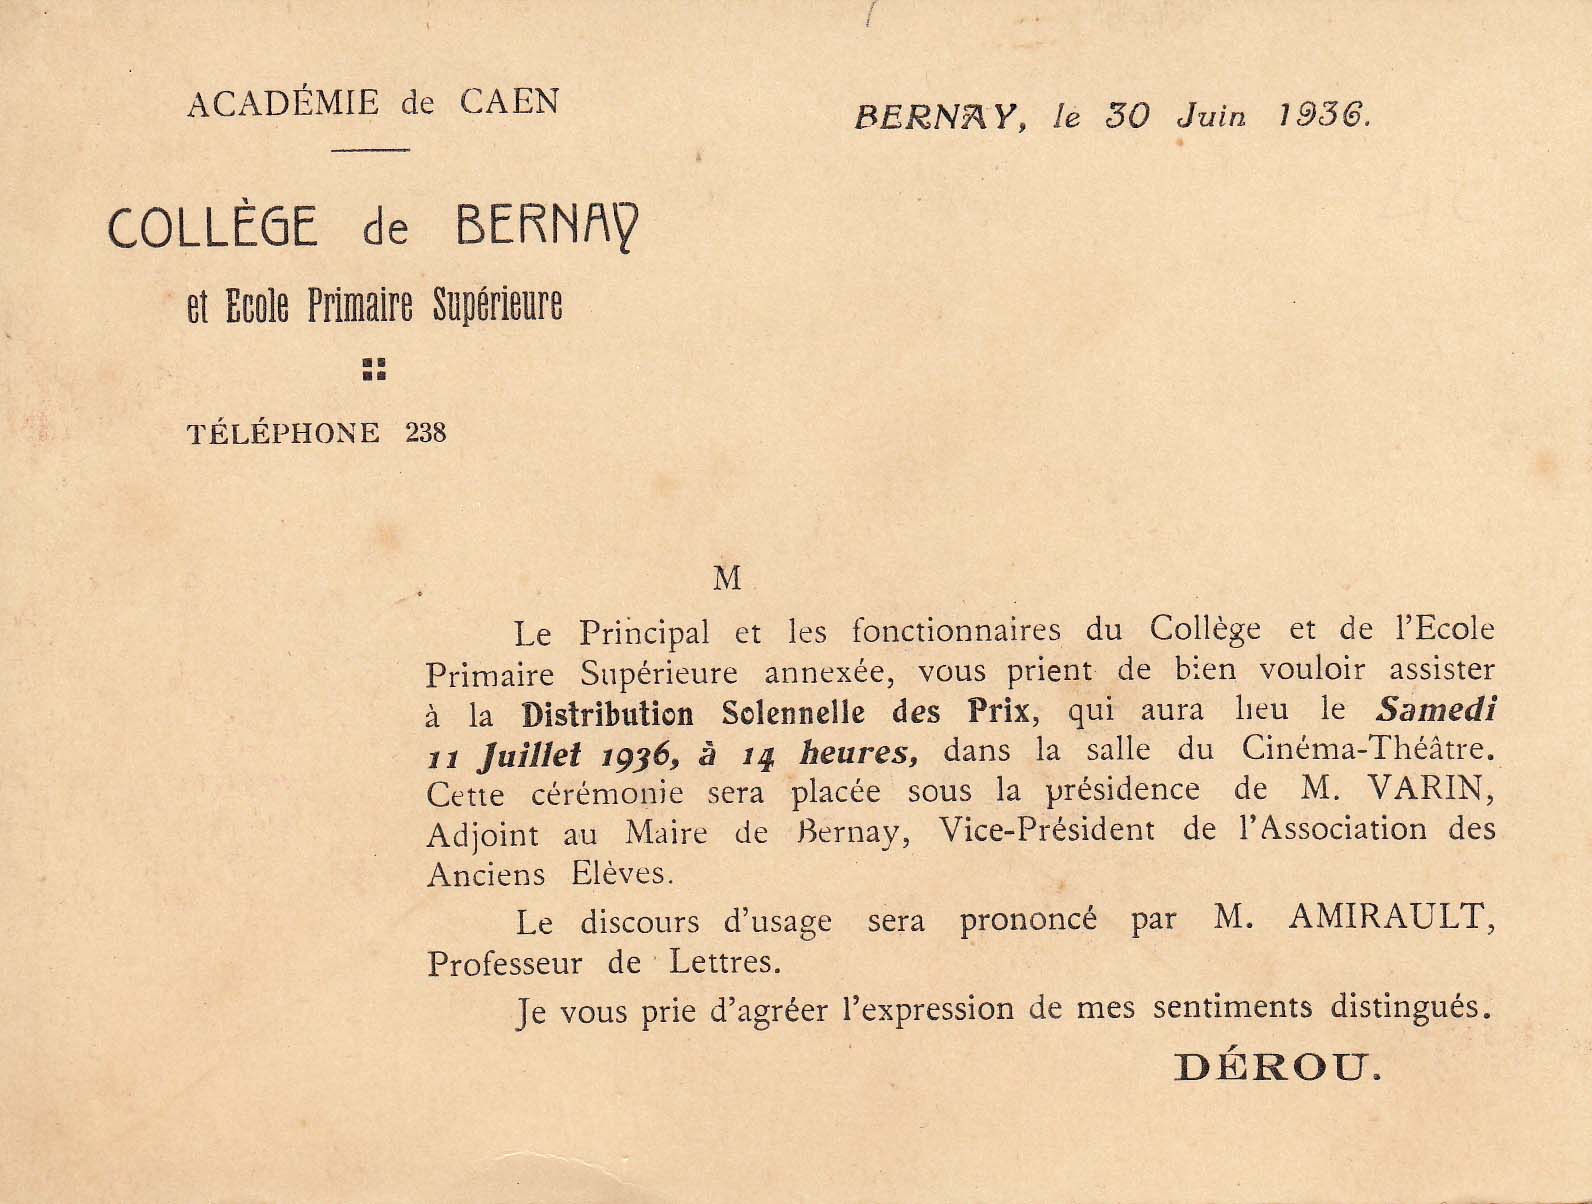 ACADÉMIE de CAEN
BERNAY, le 30 Juin 1936.
COLLÈGE de BERNAY
et Ecole Primaire Supérieure
TÉLÉPHONE 238
M
Le Principal et les fonctionnaires du Collège et de l'Ecole
Primaire Supérieure annexée, vous prient de bien vouloir assister
à la Distribution Solennelle des Prix, qui aura lieu le Samedi
11 Juillet 1936, à 14 heures, dans la salle du Cinéma-Théâtre.
Cette cérémonie sera placée sous la présidence de M. VARIN,
Adjoint au Maire de Bernay, Vice-Président de l'Association des
Anciens Elèves.
Le discours d'usage sera prononcé par M. AMIRAULT,
Professeur de Lettres.
Je vous prie d'agréer l'expression de mes sentiments distingués.
DÉROU.